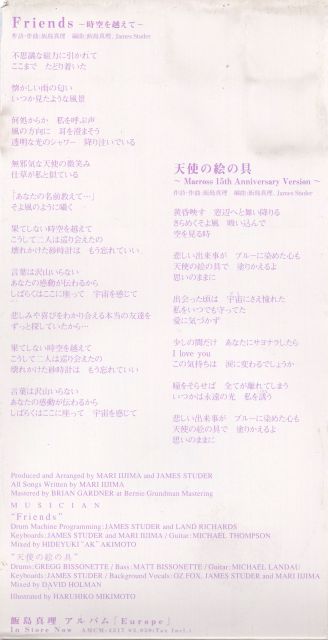 Friends ～時空を越えて～
作詩・作曲:飯島真理 編曲:飯島真理, James Studer
不思議な磁力に引かれて
ここまで たどり着いた
懐かしい雨の匂い
いつか見たような風景
何処からか 私を呼ぶ声
風の方向に 耳を澄まそう
透明な光のシャワー 降り注いでいる
無邪気な天使の微笑み
仕草が私と似ている
「あなたの名前教えて…」
そよ風のように囁く
果てしない時空を越えて
こうして二人は巡り会えたの
壊れかけた砂時計は もう忘れていい
言葉は沢山いらない
あなたの感動が伝わるから
しばらくはここに座って 宇宙を感じて
悲しみや喜びをわかり合える本当の友達を
ずっと探していたから…
果てしない時空を越えて
こうして二人は巡り会えたの
壊れかけた砂時計は もう忘れていい
言葉は沢山いらない
あなたの感動が伝わるから
しばらくはここに座って 宇宙を感じて
天使の絵の具
～ Macross 15th Anniversary Version ～
作詩・作曲:飯島真理 編曲:飯島真理, James Studer
黄昏映す 窓辺へと舞い降りる
きらめくそよ風 吸い込んで
空を見る時
悲しい出来事が ブルーに染めた心も
天使の絵の具で 塗りかえるよ
思いのままに
出会った頃は 宇宙にさえ憧れた
私をいつでも守ってた
愛に気づかず
少しの間だけ あなたにサヨナラしたら
I love you
この気持ちは 涙に変わるでしょうか
瞳をそらせば 全てが離れてしまう
いつかは永遠の光 私を誘う
悲しい出来事が ブルーに染めた心も
天使の絵の具で 塗りかえるよ
思いのままに
Produced and Arranged by MARI IIJIMA and JAMES STUDER
All Songs Written by MARI IIJIMA
Mastered by BRIAN GARDNER at Bernie Grundman Mastering
MUSICIAN
"Friends"
Drum Machine Programming:JAMES STUDER and LAND RICHARDS
Keyboards:JAMES STUDER and MARI IIJIMA / Guitar:MICHAEL THOMPSON
Mixed by HIDEYUKI "AK" AKIMOTO
"天使の絵の具"
Drums:GREGG BISSONETTE / Bass:MATT BISSONETTE / Guitar:MICHAEL LANDAU
Keyboards:JAMES STUDER / Background Vocals:OZ FOX, JAMES STUDER and MARI IIJIMA
Mixed by DAVID HOLMAN
Illustrated by HARUHIKO MIKIMOTO
飯島真理 アルバム「Europe」
In Store Now AMCM-4217 ¥3,059(Tax Incl.)